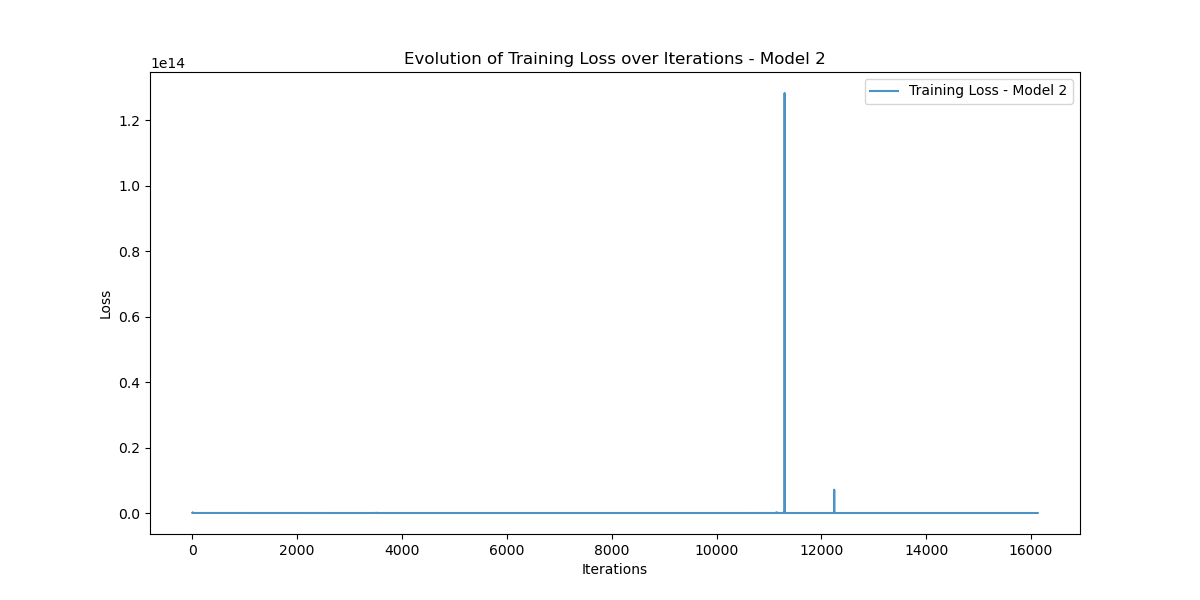 Evolution of Training Loss over Iterations - Model 2
1e14
Training Loss - Model 2
1.2
1.0
0.8
0.6
0.4
0.2
0.0
Loss
0 2000 4000 6000 8000 10000 12000 14000 16000
Iterations